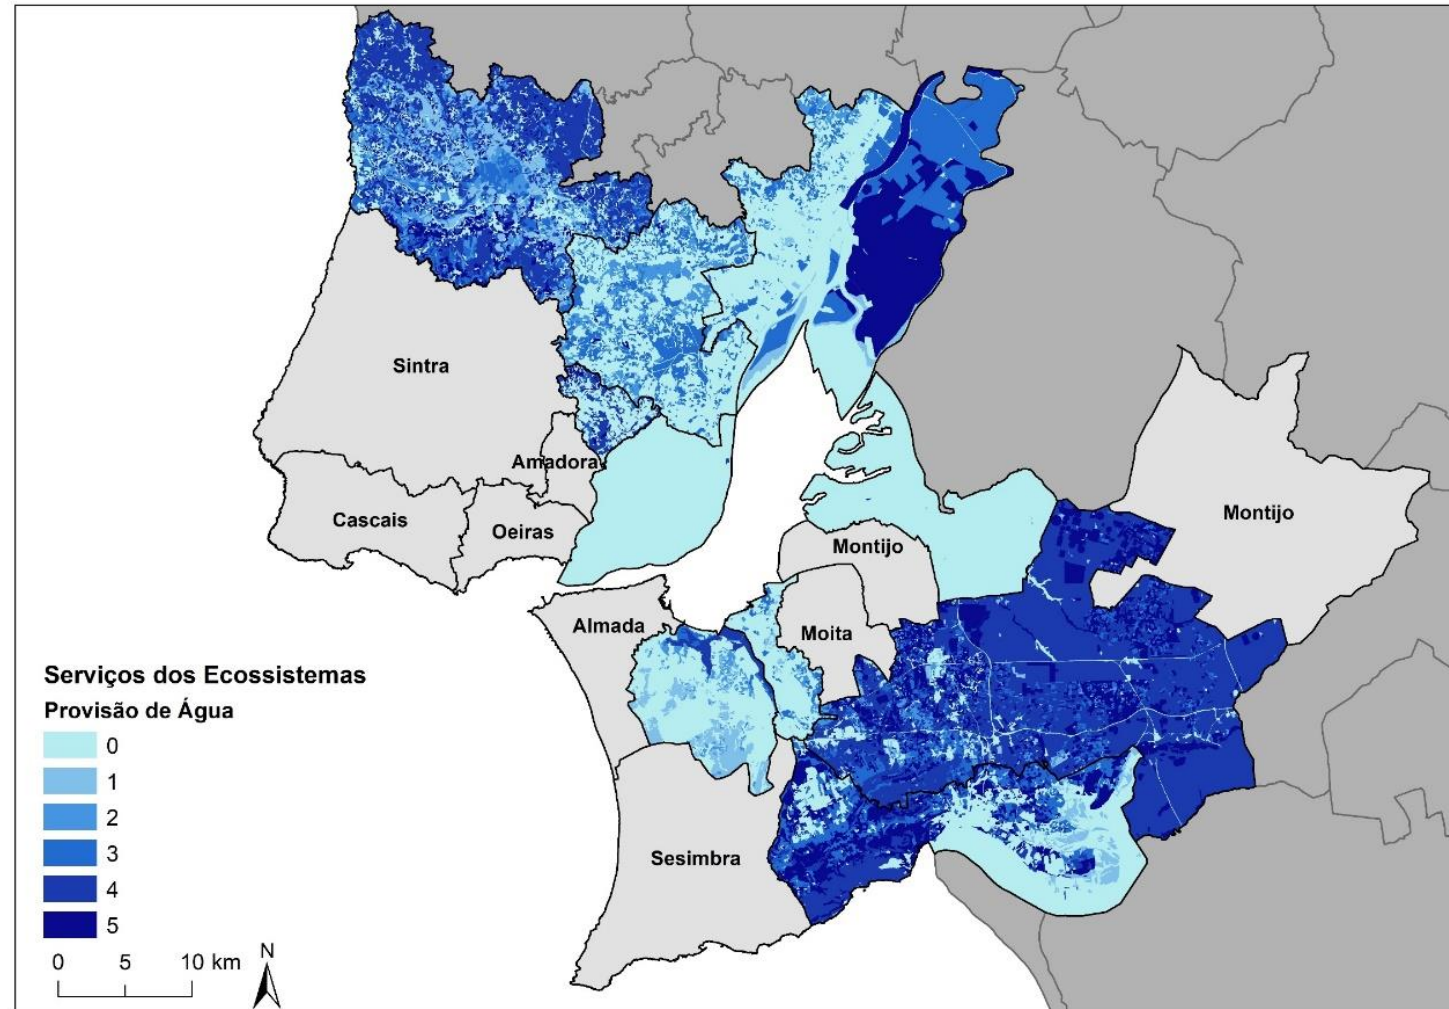 Sintra
Amadora
Cascais
Oeiras
Montijo
Montijo
Almada
Moita
Sesimbra
Serviços dos Ecossistemas
Provisão de Água
0
1
2
3
4
5
0 5 10 km
N